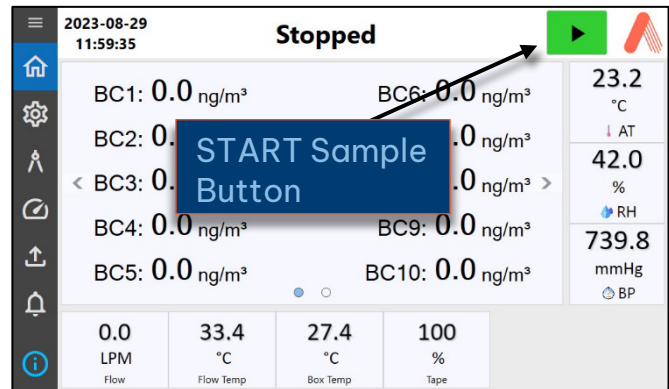 2023-08-29
11:59:35
Stopped
BC1: 0.0 ng/m³
BC6: 0.0 ng/m³
BC2: 0.
.0 ng/m³
START Sample
Button
BC3: 0.
.0 ng/m³
BC4: 0.0 ng/m³
BC9: 0.0 ng/m³
BC5: 0.0 ng/m³
BC10: 0.0 ng/m³
23.2
°C
AT
42.0
%
RH
739.8
mmHg
BP
0.0
LPM
Flow
33.4
°C
Flow Temp
27.4
°C
Box Temp
100
%
Tape